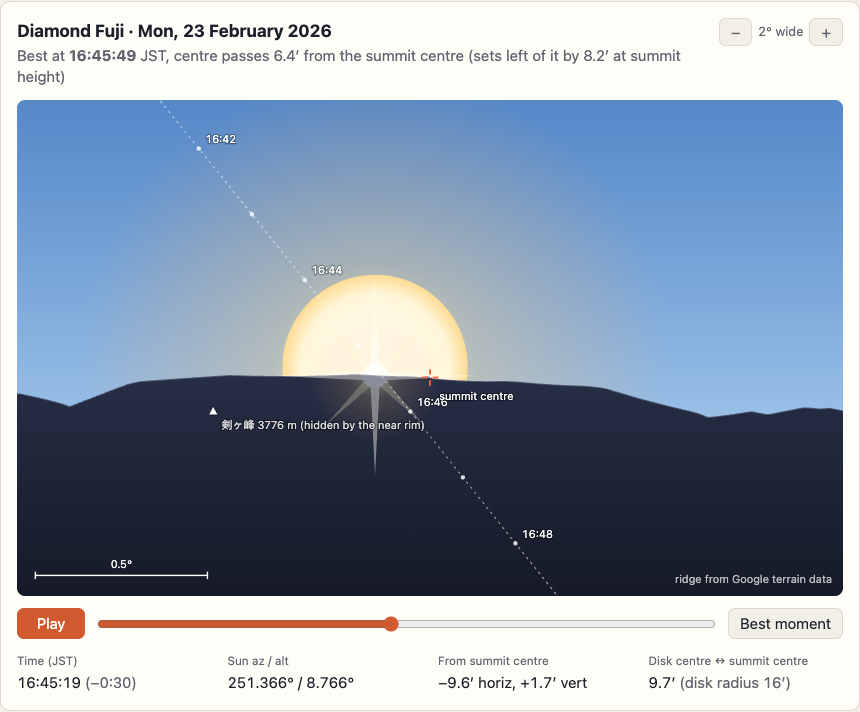 Diamond Fuji · Mon, 23 February 2026
Best at 16:45:49 JST, centre passes 6.4′ from the summit centre (sets left of it by 8.2′ at summit
height)
− 2° wide +
16:42
16:44
16:46
summit centre
剣ヶ峰 3776 m (hidden by the near rim)
16:48
0.5°
ridge from Google terrain data
Play
Best moment
Time (JST)
16:45:19 (−0:30)
Sun az / alt
251.366° / 8.766°
From summit centre
−9.6′ horiz, +1.7′ vert
Disk centre ↔ summit centre
9.7′ (disk radius 16′)